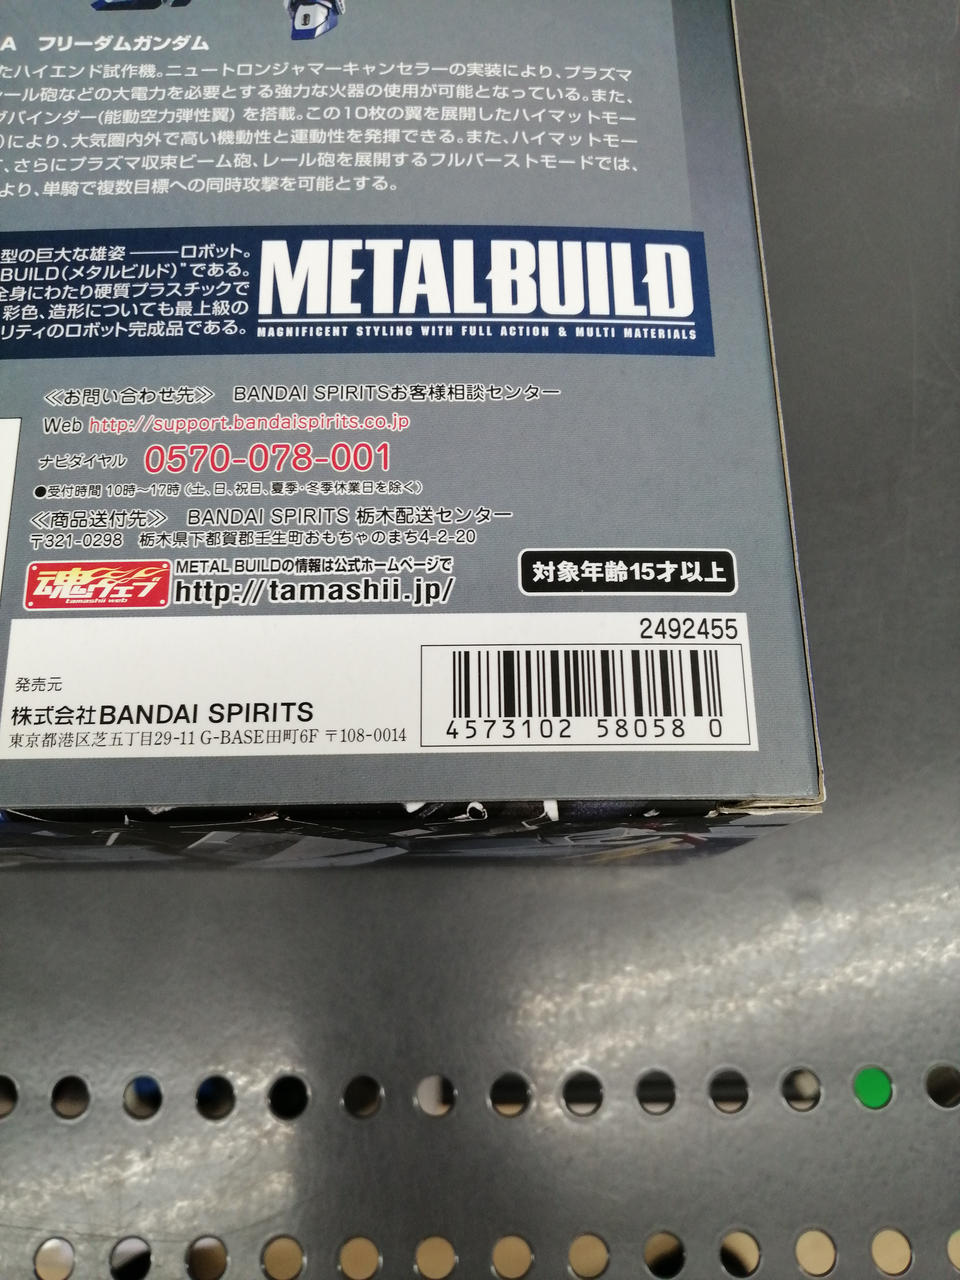 A フリーダムガンダム
たハイエンド試作機。ニュートロンジャマーキャンセラーの実装により、プラズマ
レール砲などの大電力を必要とする強力な火器の使用が可能となっている。また、
グバインダー(能動空力弾性翼)を搭載。この10枚の翼を展開したハイマットモー
)により、大気圏内外で高い機動性と運動性を発揮できる。また、ハイマットモー
、さらにプラズマ収束ビーム砲、レール砲を展開するフルバーストモードでは、
より、単騎で複数目標への同時攻撃を可能とする。
型の巨大な雄姿――ロボット。
BUILD(メタルビルド)"である。
全身にわたり硬質プラスチックで
彩色、造形についても最上級の
リティのロボット完成品である。
METAL BUILD
MAGNIFICENT STYLING WITH FULL ACTION & MULTI MATERIALS
≪お問い合わせ先≫ BANDAI SPIRITSお客様相談センター
Web http://support.bandaispirits.co.jp
ナビダイヤル 0570-078-001
●受付時間 10時〜17時 (土、日、祝日、夏季・冬季休業日を除く)
≪商品送付先≫ BANDAI SPIRITS 栃木配送センター
〒321-0298 栃木県下都賀郡壬生町おもちゃのまち4-2-20
魂ウェブ
tamashii web
METAL BUILDの情報は公式ホームページで
http://tamashii.jp/
対象年齢15才以上
2492455
発売元
株式会社BANDAI SPIRITS
東京都港区芝五丁目29-11 G-BASE田町6F 〒108-0014
4573102 58058 0